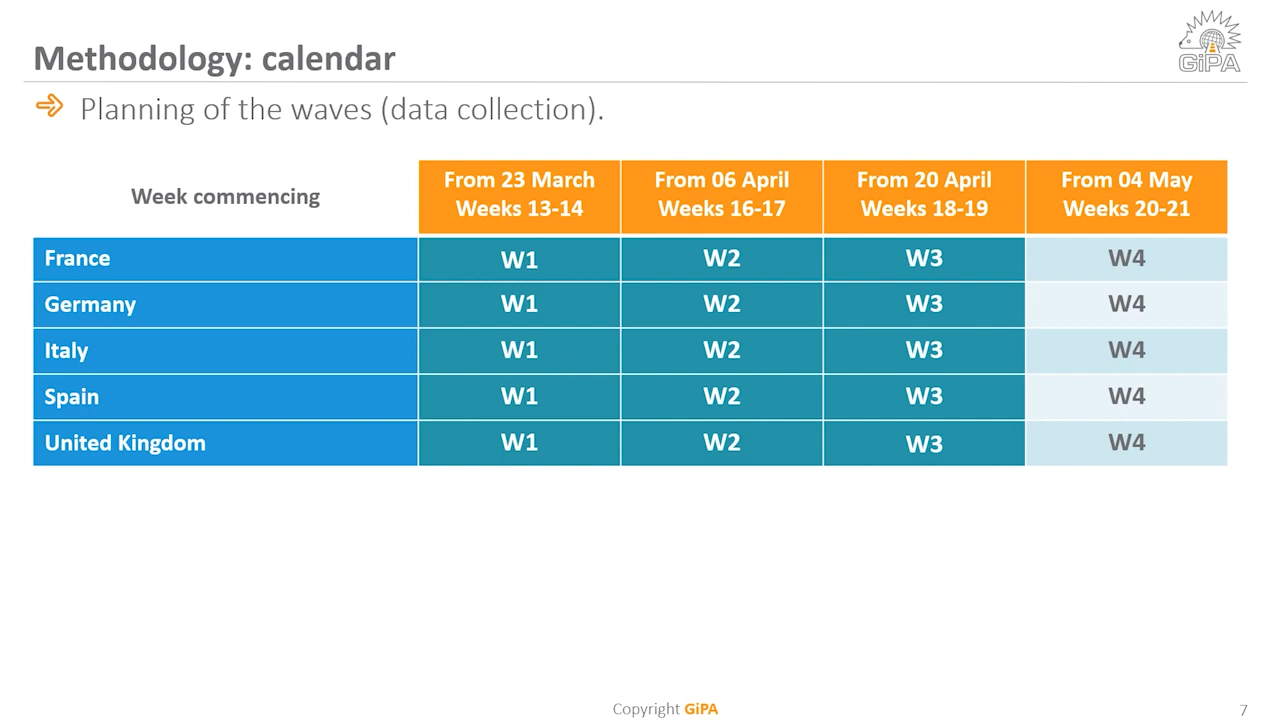 Methodology: calendar
GiPA
Planning of the waves (data collection).
Week commencing
From 23 March
Weeks 13-14
From 06 April
Weeks 16-17
From 20 April
Weeks 18-19
From 04 May
Weeks 20-21
France W1 W2 W3 W4
Germany W1 W2 W3 W4
Italy W1 W2 W3 W4
Spain W1 W2 W3 W4
United Kingdom W1 W2 W3 W4
Copyright GiPA
7